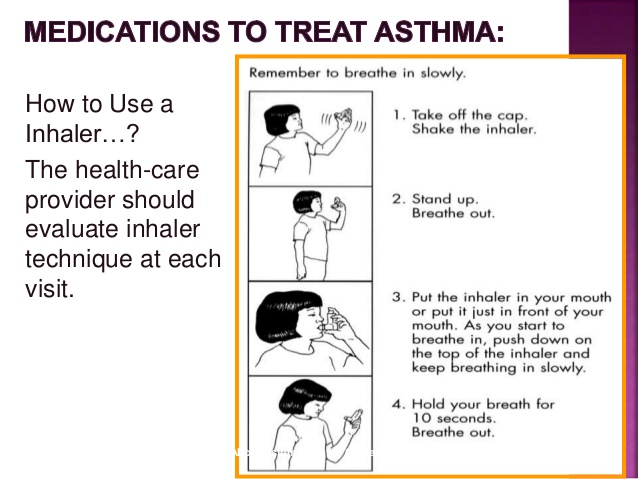 MEDICATIONS TO TREAT ASTHMA:
How to Use a
Inhaler…?
The health-care
provider should
evaluate inhaler
technique at each
visit.
Remember to breathe in slowly.
1. Take off the cap.
Shake the inhaler.
2. Stand up.
Breathe out.
3. Put the inhaler in your mouth
or put it just in front of your
mouth. As you start to
breathe in, push down on
the top of the inhaler and
keep breathing in slowly.
4. Hold your breath for
10 seconds.
Breathe out.